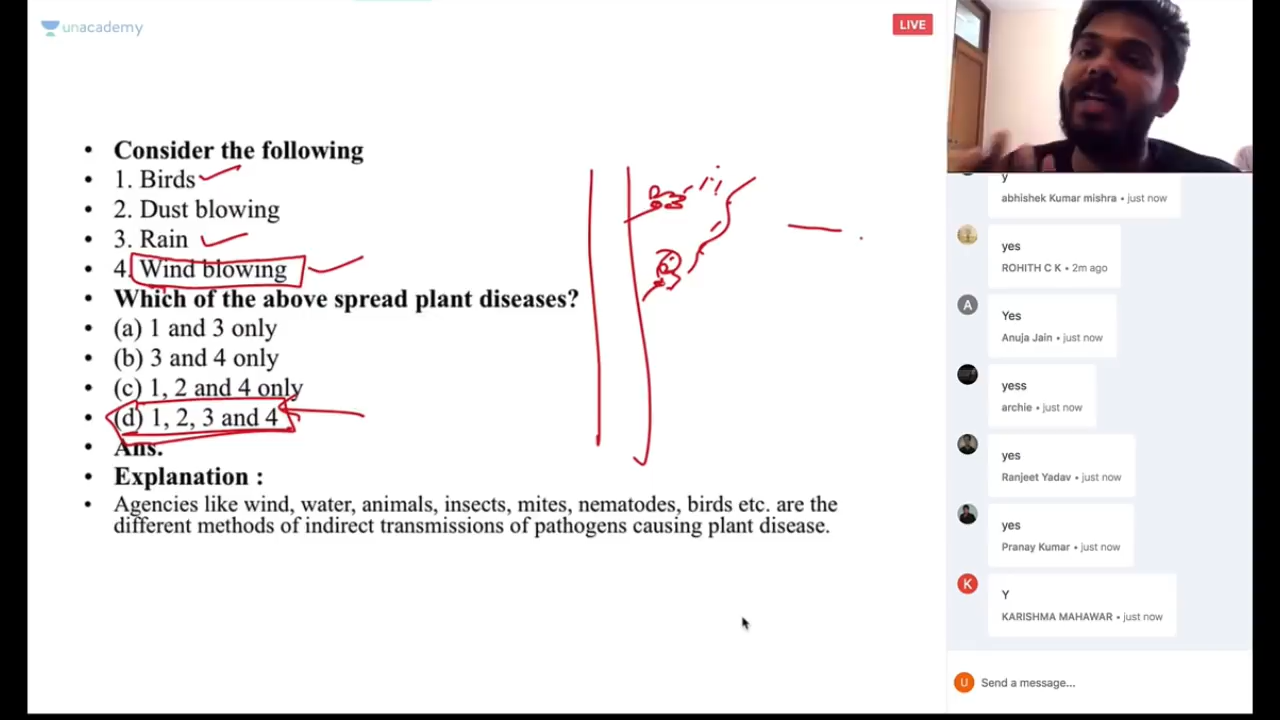 unacademy
LIVE
• Consider the following
• 1. Birds
• 2. Dust blowing
• 3. Rain
• 4. Wind blowing
• Which of the above spread plant diseases?
• (a) 1 and 3 only
• (b) 3 and 4 only
• (c) 1, 2 and 4 only
• (d) 1, 2, 3 and 4
• Ans.
• Explanation :
• Agencies like wind, water, animals, insects, mites, nematodes, birds etc. are the
different methods of indirect transmissions of pathogens causing plant disease.
y
abhishek Kumar mishra • just now
yes
ROHITH C K • 2m ago
A
Yes
Anuja Jain • just now
yess
archie • just now
yes
Ranjeet Yadav • just now
yes
Pranay Kumar • just now
K
Y
KARISHMA MAHAWAR • just now
U
Send a message...